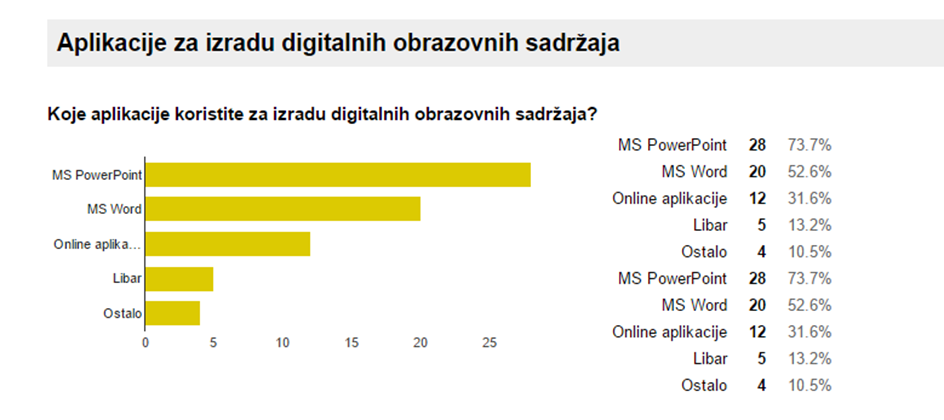 Aplikacije za izradu digitalnih obrazovnih sadržaja
Koje aplikacije koristite za izradu digitalnih obrazovnih sadržaja?
MS PowerPoint
MS Word
Online aplika...
Libar
Ostalo
0 5 10 15 20 25
MS PowerPoint 28 73.7%
MS Word 20 52.6%
Online aplikacije 12 31.6%
Libar 5 13.2%
Ostalo 4 10.5%
MS PowerPoint 28 73.7%
MS Word 20 52.6%
Online aplikacije 12 31.6%
Libar 5 13.2%
Ostalo 4 10.5%